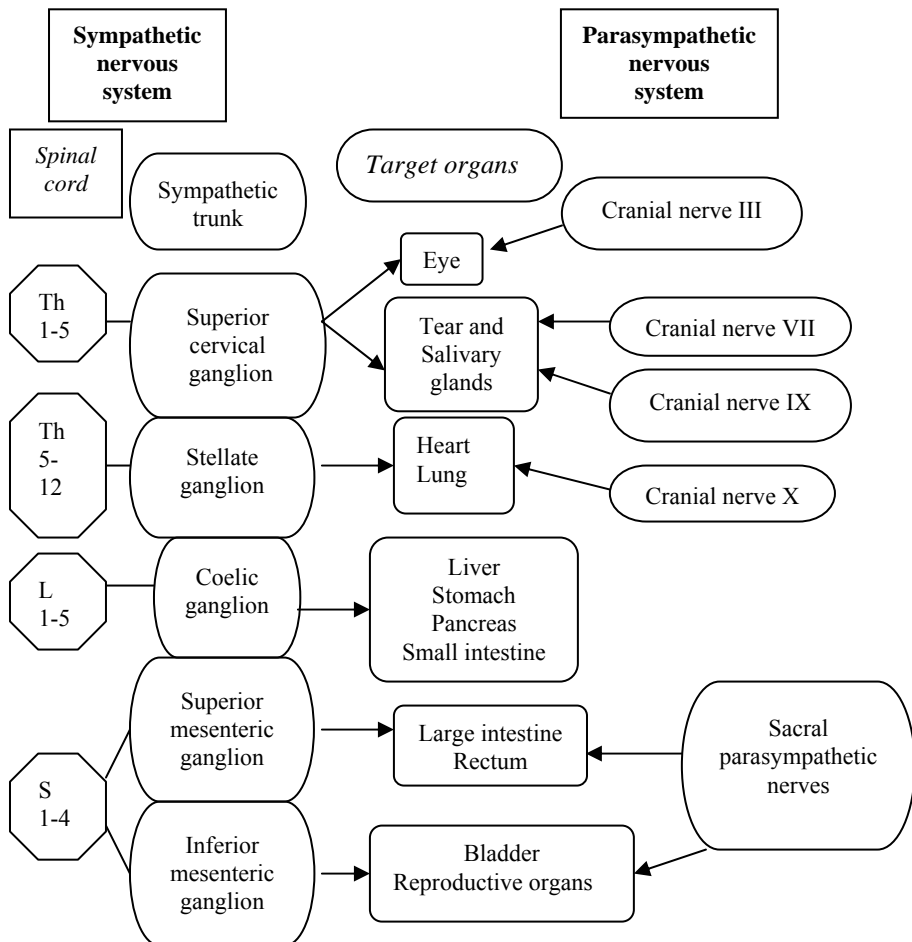 Sympathetic
nervous
system
Parasympathetic
nervous
system
Spinal
cord
Sympathetic
trunk
Target organs
Cranial nerve III
Eye
Th
1-5
Superior
cervical
ganglion
Tear and
Salivary
glands
Cranial nerve VII
Cranial nerve IX
Th
5-
12
Stellate
ganglion
Heart
Lung
Cranial nerve X
L
1-5
Coelic
ganglion
Liver
Stomach
Pancreas
Small intestine
Superior
mesenteric
ganglion
Large intestine
Rectum
Sacral
parasympathetic
nerves
S
1-4
Inferior
mesenteric
ganglion
Bladder
Reproductive organs